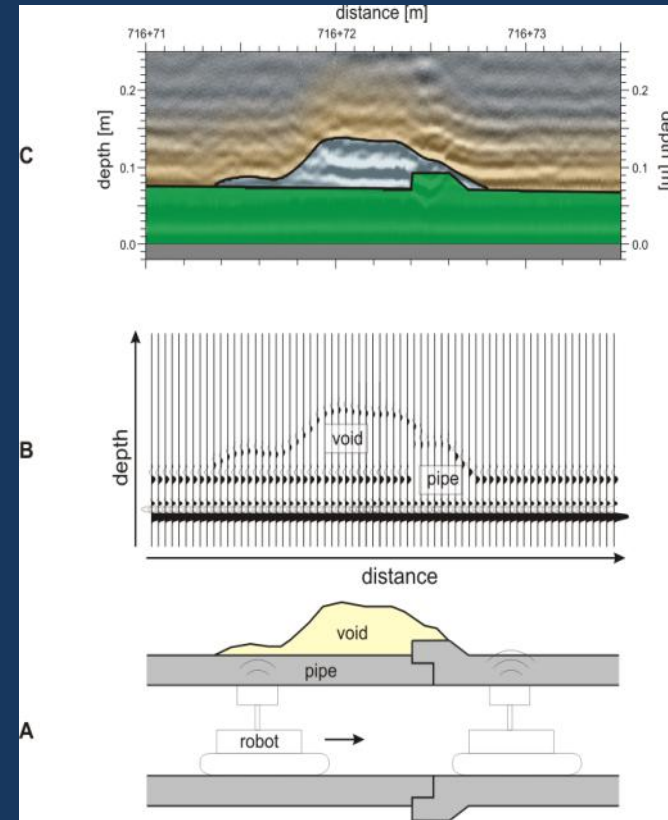 distance [m]
716+71 716+72 716+73
C
depth [m]
0.2
0.1
0.0
0.2
0.1
0.0
depth [m]
B
depth
void
pipe
distance
void
pipe
A
robot